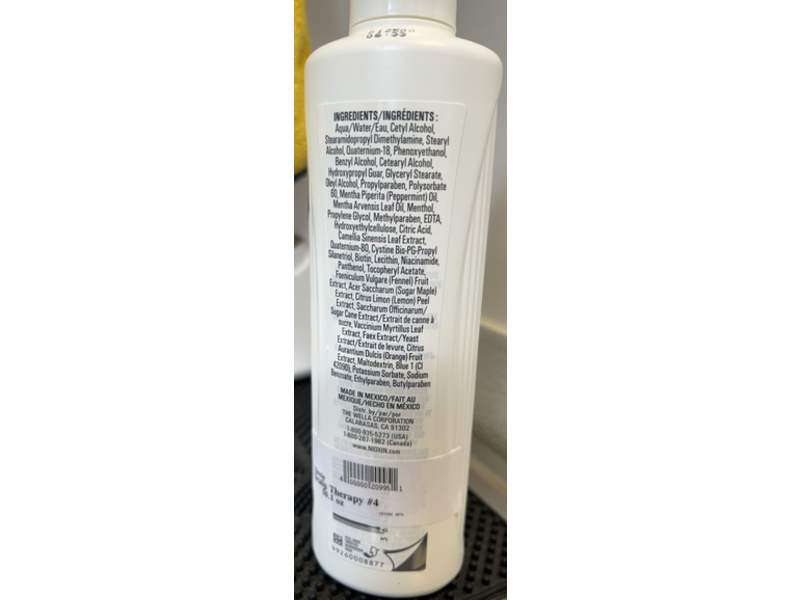 INGREDIENTS/INGRÉDIENTS :
Aqua/Water/Eau, Cetyl Alcohol,
Stearamidopropyl Dimethylamine, Stearyl
Alcohol, Quaternium-18, Phenoxyethanol,
Benzyl Alcohol, Cetearyl Alcohol,
Hydroxypropyl Guar, Glyceryl Stearate,
Oleyl Alcohol, Propylparaben, Polysorbate
60, Mentha Piperita (Peppermint) Oil,
Mentha Arvensis Leaf Oil, Menthol,
Propylene Glycol, Methylparaben, EDTA,
Hydroxyethylcellulose, Citric Acid,
Camellia Sinensis Leaf Extract,
Quaternium-80, Cystine Bis-PG-Propyl
Silanetriol, Biotin, Lecithin, Niacinamide,
Panthenol, Tocopheryl Acetate,
Foeniculum Vulgare (Fennel) Fruit
Extract, Acer Saccharum (Sugar Maple)
Extract, Citrus Limon (Lemon) Peel
Extract, Saccharum Officinarum/
Sugar Cane Extract/Extrait de canne à
sucre, Vaccinium Myrtillus Leaf
Extract, Faex Extract/Yeast
Extract/Extrait de levure, Citrus
Aurantium Dulcis (Orange) Fruit
Extract, Maltodextrin, Blue 1 (CI
42090), Potassium Sorbate, Sodium
Benzoate, Ethylparaben, Butylparaben
MADE IN MEXICO/FAIT AU
MEXIQUE/HECHO EN MÉXICO
Distr. by/par/por
THE WELLA CORPORATION
CALABASAS, CA 91302
1-800-935-5273 (USA)
1-800-267-1962 (Canada)
www.NIOXIN.com
4 00000 20995 1
Therapy #4
oz
99260008877